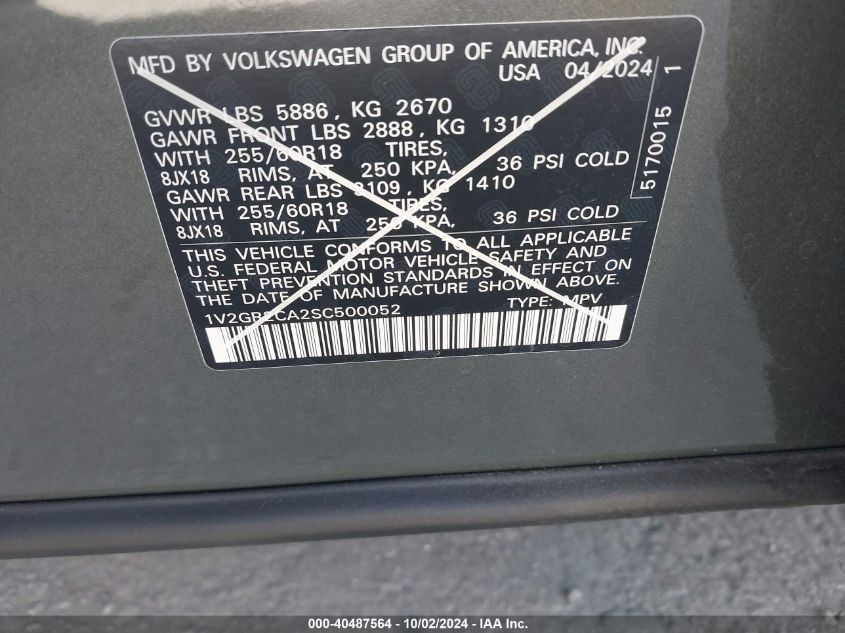 MFD BY VOLKSWAGEN GROUP OF AMERICA, INC.
USA 04/2024
GVWR LBS 5886, KG 2670
GAWR FRONT LBS 2888, KG 1310
WITH 255/60R18 TIRES,
8JX18 RIMS, AT 250 KPA, 36 PSI COLD
GAWR REAR LBS 3109, KG 1410
WITH 255/60R18 TIRES,
8JX18 RIMS, AT 250 KPA, 36 PSI COLD
THIS VEHICLE CONFORMS TO ALL APPLICABLE
U.S. FEDERAL MOTOR VEHICLE SAFETY AND
THEFT PREVENTION STANDARDS IN EFFECT ON
THE DATE OF MANUFACTURE SHOWN ABOVE.
TYPE: MPV
5170015 1
000-40487564 - 10/02/2024 - IAA Inc.